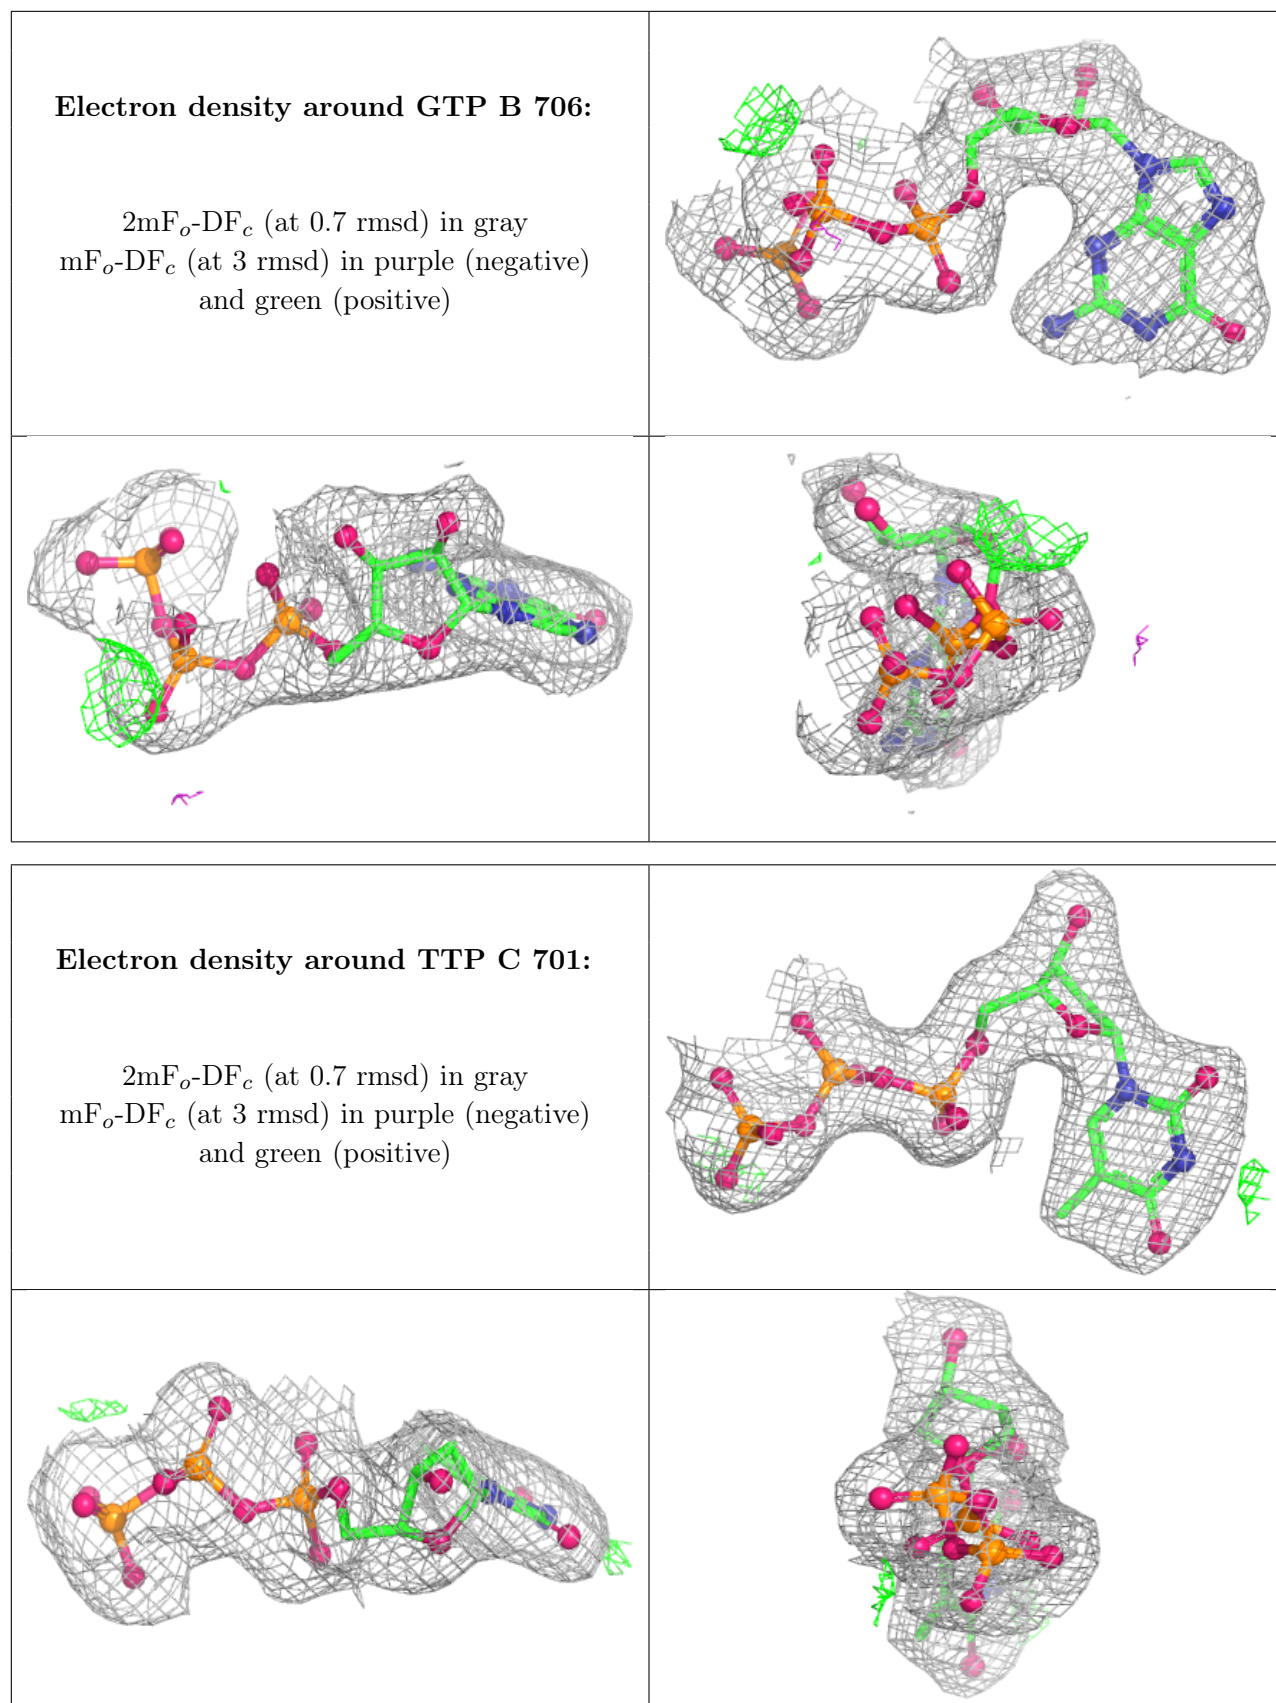 Electron density around GTP B 706:
2mFₒ-DF𝒸 (at 0.7 rmsd) in gray
mFₒ-DF𝒸 (at 3 rmsd) in purple (negative)
and green (positive)
Electron density around TTP C 701:
2mFₒ-DF𝒸 (at 0.7 rmsd) in gray
mFₒ-DF𝒸 (at 3 rmsd) in purple (negative)
and green (positive)